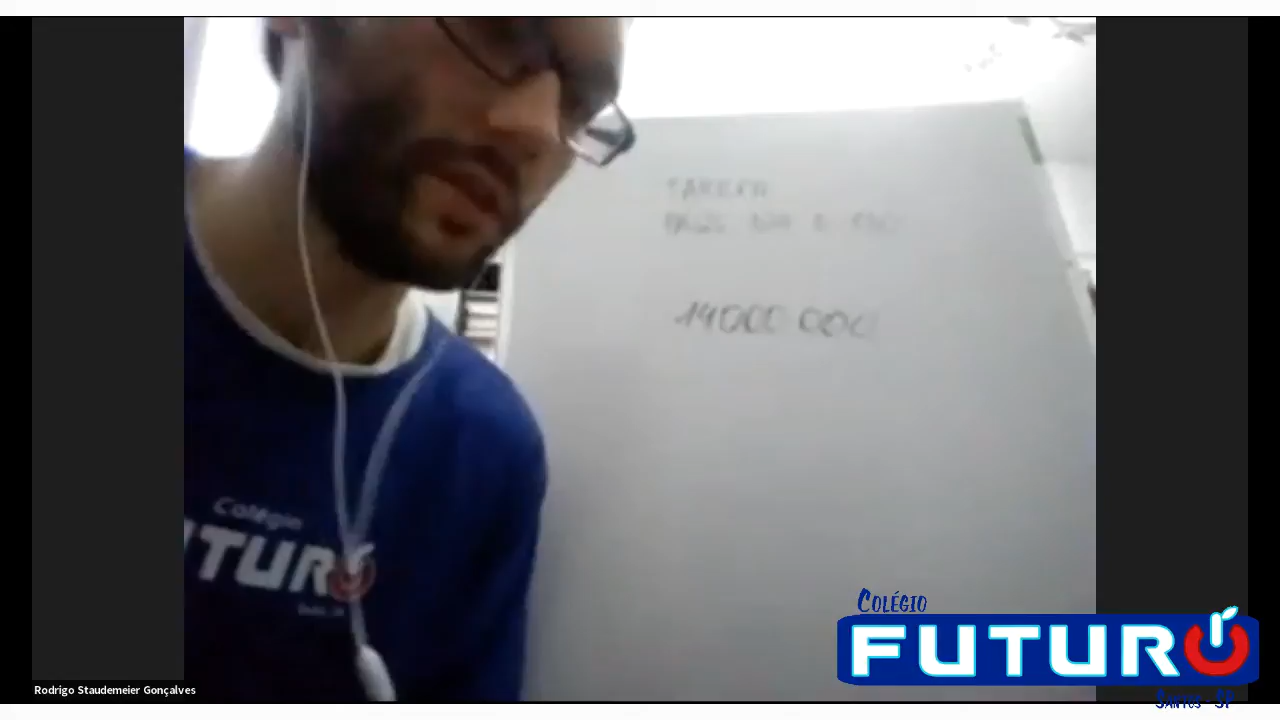 TAREFA
14000 000
Colégio
FUTURO
Rodrigo Staudemeier Gonçalves
COLÉGIO
FUTURO
SANTOS - SP